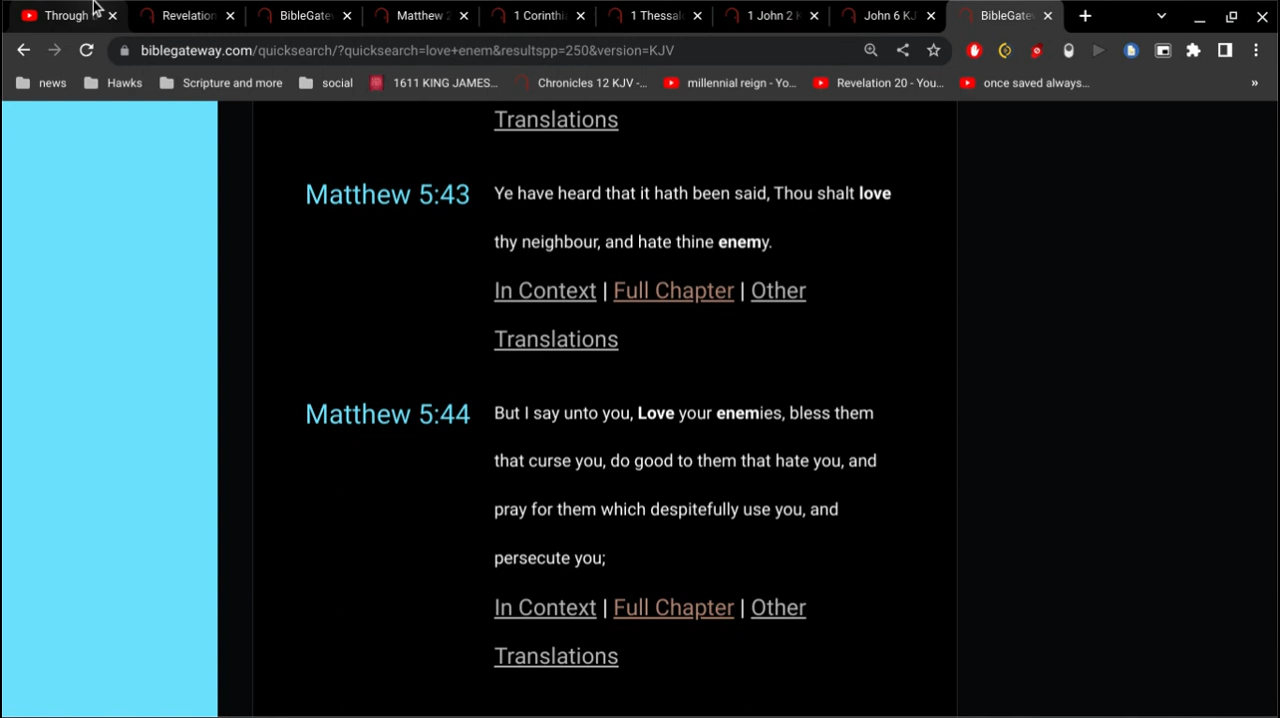 Through
Revelation
BibleGate
Matthew 2
1 Corinthi
1 Thessal
1 John 2 K
John 6 KJ
BibleGate
biblegateway.com/quicksearch/?quicksearch=love+enem&resultspp=250&version=KJV
news
Hawks
Scripture and more
social
1611 KING JAMES...
Chronicles 12 KJV -...
millennial reign - Yo...
Revelation 20 - You...
once saved always...
»
Translations
Matthew 5:43
Ye have heard that it hath been said, Thou shalt love
thy neighbour, and hate thine enemy.
In Context | Full Chapter | Other
Translations
Matthew 5:44
But I say unto you, Love your enemies, bless them
that curse you, do good to them that hate you, and
pray for them which despitefully use you, and
persecute you;
In Context | Full Chapter | Other
Translations